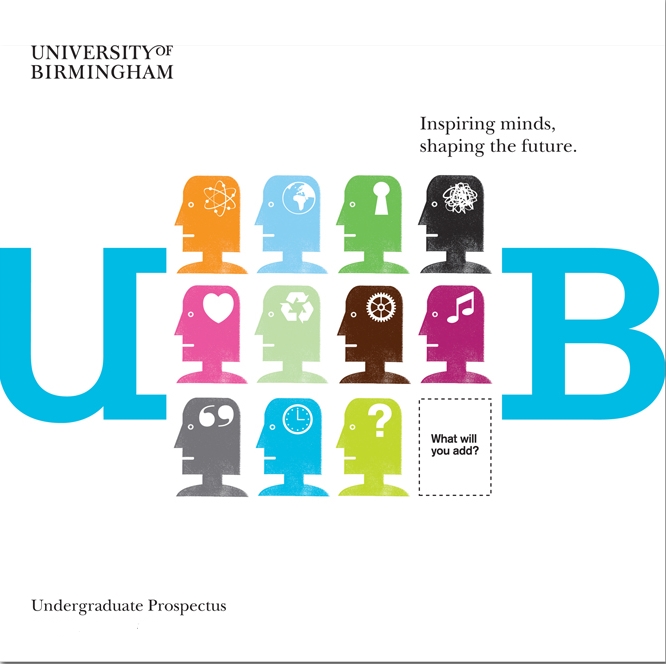 UNIVERSITY OF
BIRMINGHAM
Inspiring minds,
shaping the future.
U B
What will
you add?
Undergraduate Prospectus